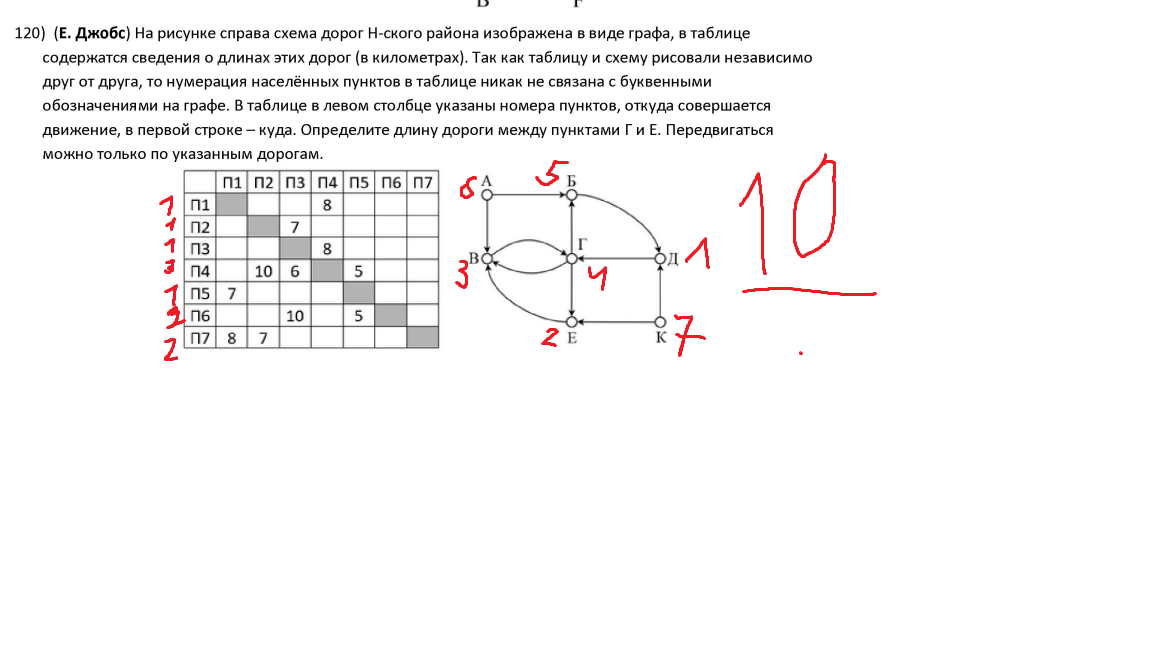 В F
120) (Е. Джобс) На рисунке справа схема дорог Н-ского района изображена в виде графа, в таблице
содержатся сведения о длинах этих дорог (в километрах). Так как таблицу и схему рисовали независимо
друг от друга, то нумерация населённых пунктов в таблице никак не связана с буквенными
обозначениями на графе. В таблице в левом столбце указаны номера пунктов, откуда совершается
движение, в первой строке – куда. Определите длину дороги между пунктами Г и Е. Передвигаться
можно только по указанным дорогам.
П1 П2 П3 П4 П5 П6 П7
1 П1 8
1 П2 7
1 П3 8
3 П4 10 6 5
1 П5 7
2 П6 10 5
2 П7 8 7
6 А 5 Б
В 3 Г 4 Д 1
2 Е К 7
10